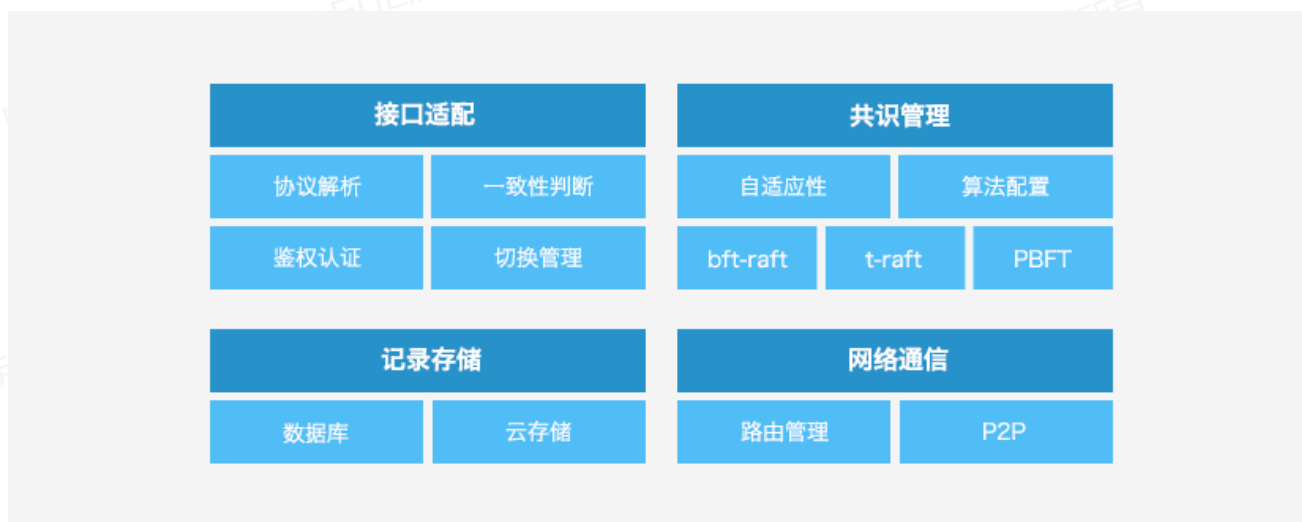 接口适配
协议解析 一致性判断
鉴权认证 切换管理
共识管理
自适应性 算法配置
bft-raft t-raft PBFT
记录存储
数据库 云存储
网络通信
路由管理 P2P